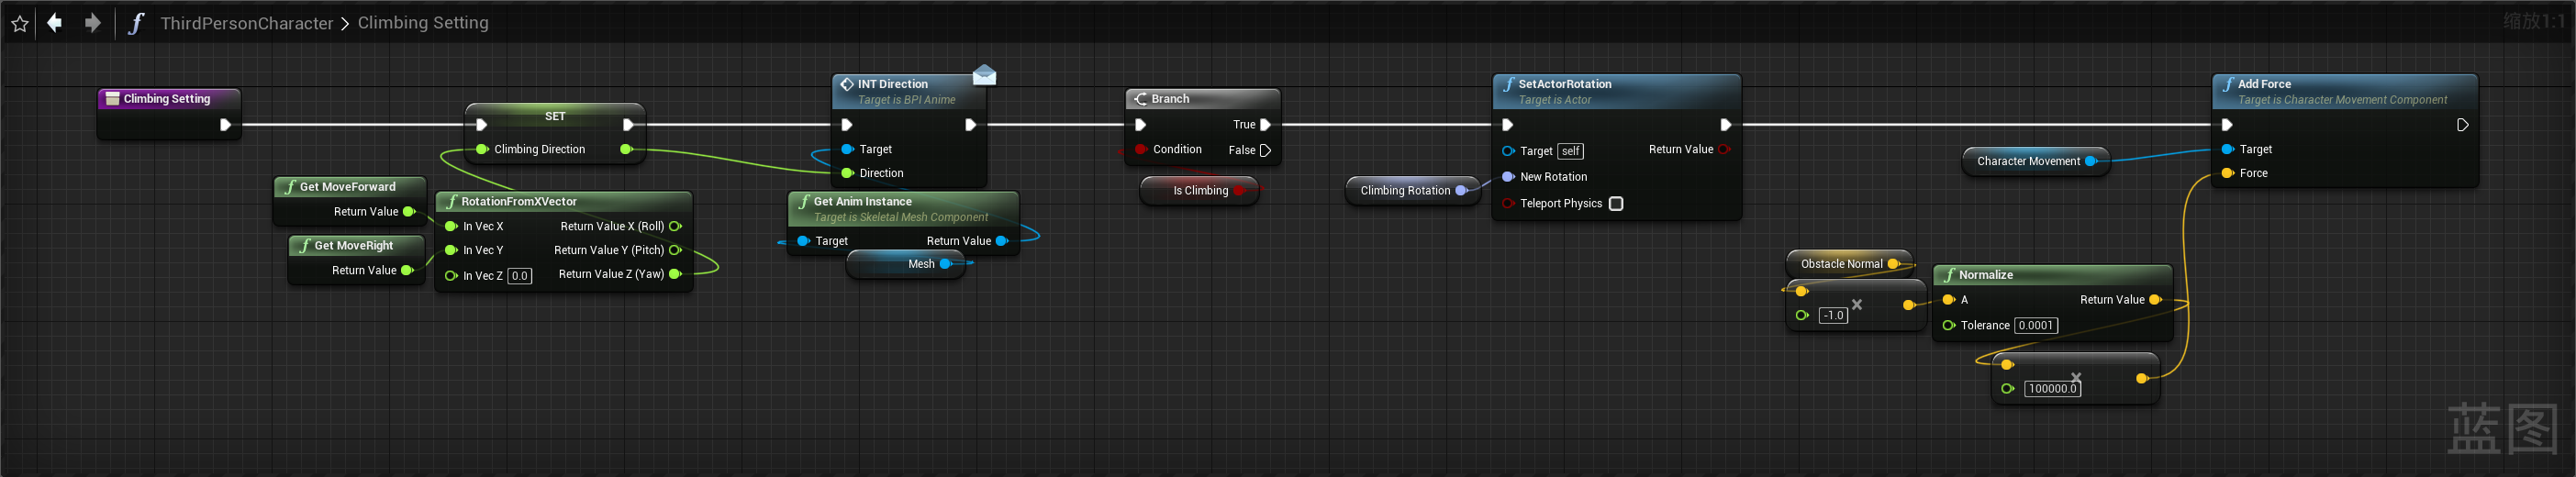 ThirdPersonCharacter > Climbing Setting
缩放1:1
Climbing Setting
SET
Climbing Direction
Get MoveForward
Return Value
Get MoveRight
Return Value
RotationFromXVector
In Vec X
Return Value X (Roll)
In Vec Y
Return Value Y (Pitch)
In Vec Z 0.0
Return Value Z (Yaw)
INT Direction
Target is BPI Anime
Target
Direction
Get Anim Instance
Target is Skeletal Mesh Component
Target
Return Value
Mesh
Branch
True
Condition
False
Is Climbing
Climbing Rotation
SetActorRotation
Target is Actor
Target self
Return Value
New Rotation
Teleport Physics
Character Movement
Obstacle Normal
×
-1.0
Normalize
A
Return Value
Tolerance 0.0001
×
100000.0
Add Force
Target is Character Movement Component
Target
Force
蓝图